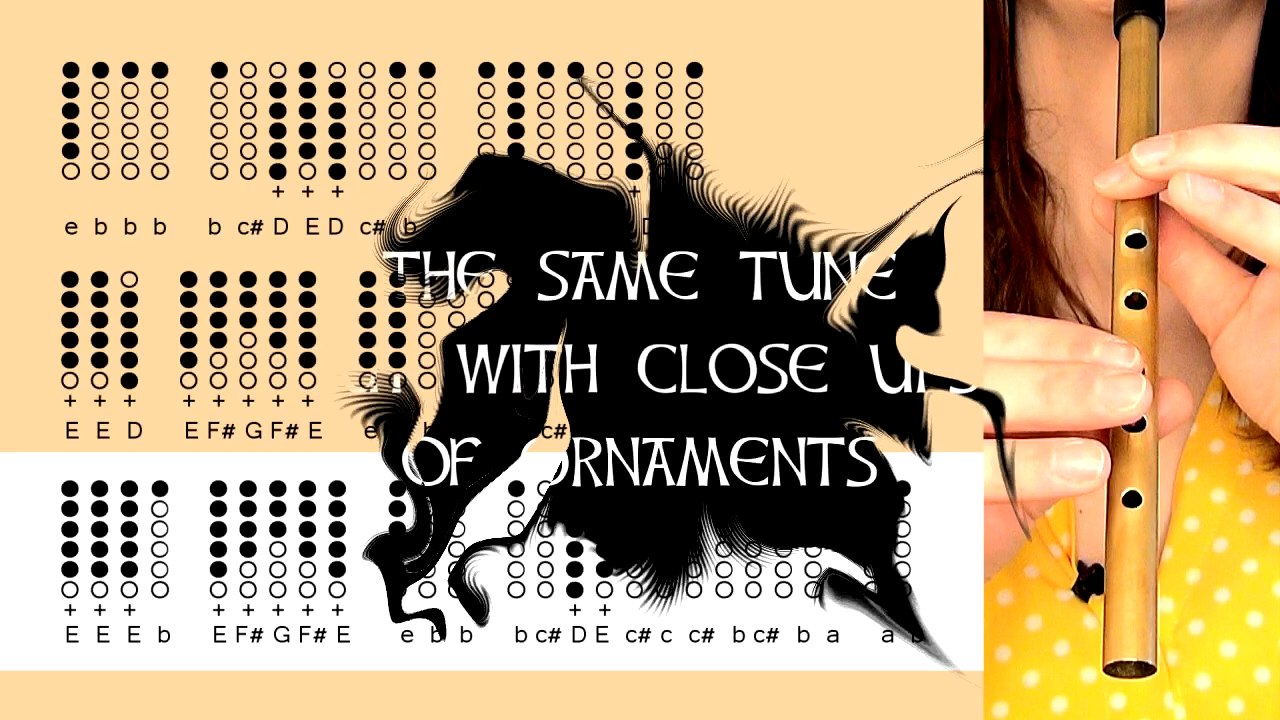 + + + +
e b b b b c# D E D c# b D
THE SAME TUNE
WITH CLOSE UPS
+ + + + + + + +
E E D E F# G F# E e b c#
OF ORNAMENTS
+ + + + + + + + + +
E E E b E F# G F# E e b b b c# D E c# c c# b c# b a a b